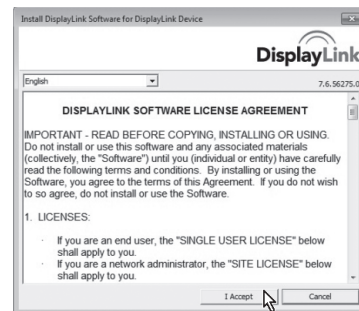 Install DisplayLink Software for DisplayLink Device
DisplayLink
English
7.6.56275.0
DISPLAYLINK SOFTWARE LICENSE AGREEMENT
IMPORTANT - READ BEFORE COPYING, INSTALLING OR USING.
Do not install or use this software and any associated materials
(collectively, the "Software") until you (individual or entity) have carefully
read the following terms and conditions. By installing or using the
Software, you agree to the terms of this Agreement. If you do not wish
to so agree, do not install or use the Software.
1. LICENSES:
· If you are an end user, the "SINGLE USER LICENSE" below
shall apply to you.
· If you are a network administrator, the "SITE LICENSE" below
shall apply to you.
I Accept
Cancel